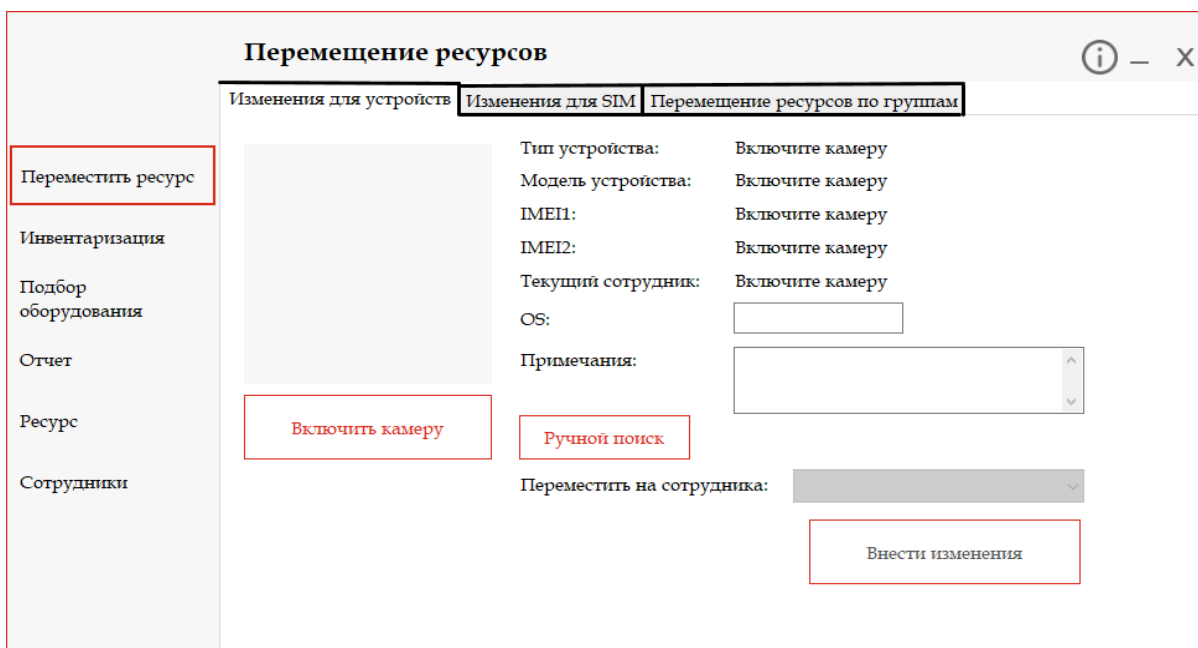 Перемещение ресурсов
X
Изменения для устройств
Изменения для SIM
Перемещение ресурсов по группам
Переместить ресурс
Инвентаризация
Подбор
оборудования
Отчет
Ресурс
Сотрудники
Тип устройства: Включите камеру
Модель устройства: Включите камеру
IMEI1: Включите камеру
IMEI2: Включите камеру
Текущий сотрудник: Включите камеру
OS:
Примечания:
Включить камеру
Ручной поиск
Переместить на сотрудника:
Внести изменения